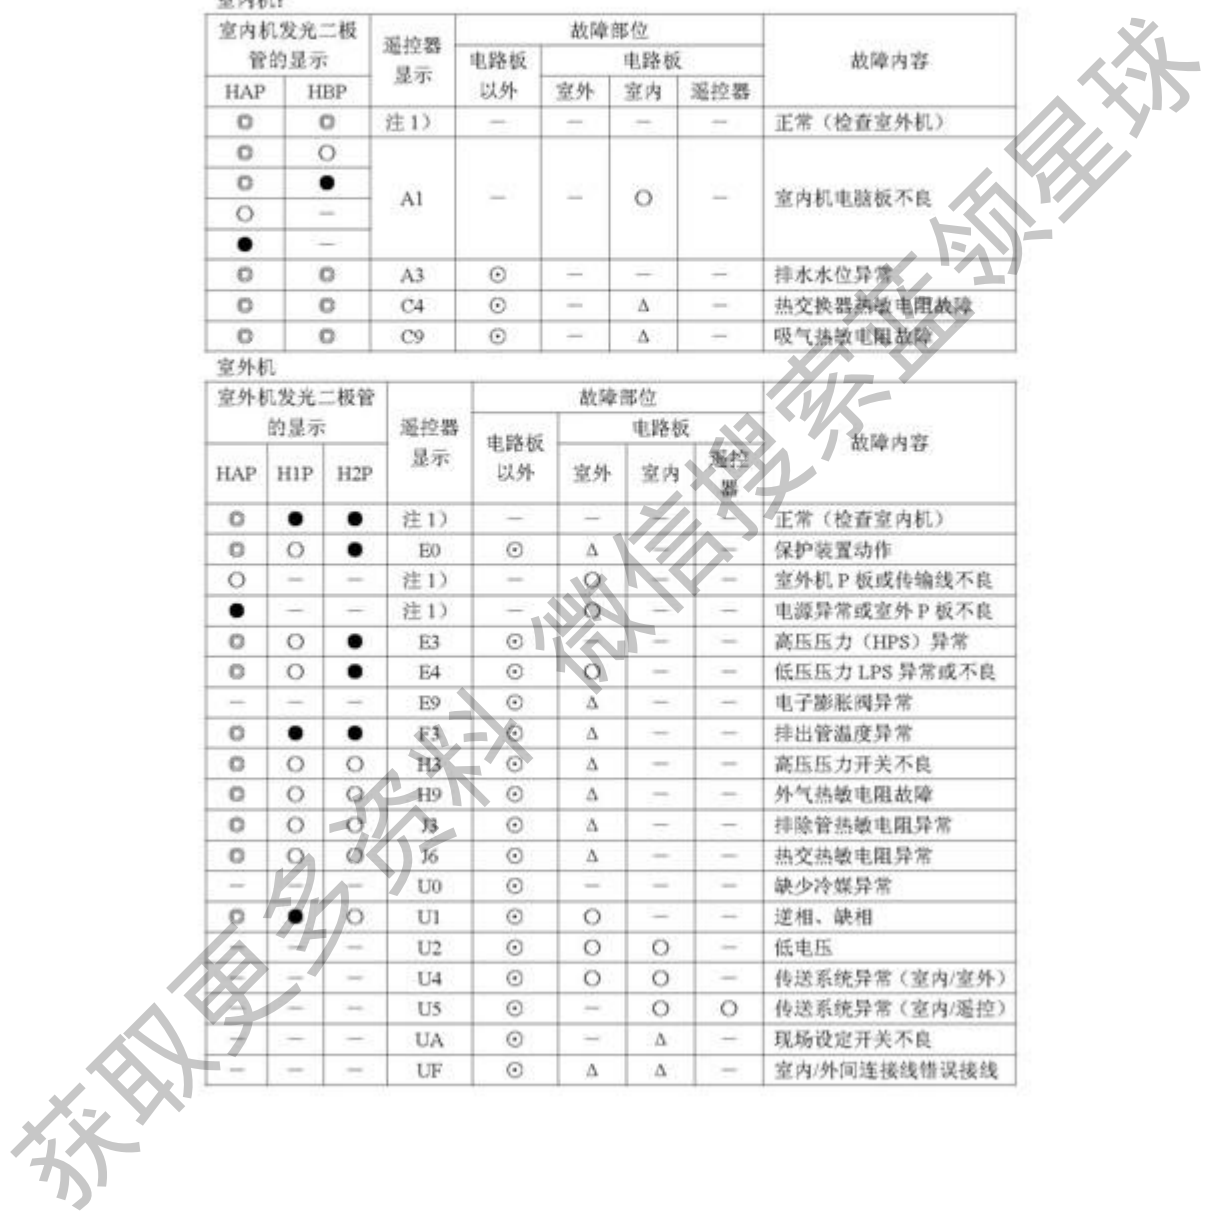 室内机:
室内机发光二极管的显示 遥控器显示 故障部位 故障内容
电路板以外 电路板
HAP HBP 室外 室内 遥控器
◎ ◎ 注 1） － － － － 正常（检查室外机）
◎ ○ A1 － － ○ － 室内机电脑板不良
◎ ●
○ －
● －
◎ ◎ A3 ⊙ － － － 排水水位异常
◎ ◎ C4 ⊙ － Δ － 热交换器热敏电阻故障
◎ ◎ C9 ⊙ － Δ － 吸气热敏电阻故障
室外机
室外机发光二极管的显示 遥控器显示 故障部位 故障内容
电路板以外 电路板
HAP H1P H2P 室外 室内 遥控器
◎ ● ● 注 1） － － － － 正常（检查室内机）
◎ ○ ● E0 ⊙ Δ － － 保护装置动作
○ － － 注 1） － ○ － － 室外机 P 板或传输线不良
● － － 注 1） － ○ － － 电源异常或室外 P 板不良
◎ ○ ● E3 ⊙ － － － 高压压力（HPS）异常
◎ ○ ● E4 ⊙ ○ － － 低压压力 LPS 异常或不良
－ － － E9 ⊙ Δ － － 电子膨胀阀异常
◎ ● ● F3 ⊙ Δ － － 排出管温度异常
◎ ○ ○ H3 ⊙ Δ － － 高压压力开关不良
◎ ○ ○ H9 ⊙ Δ － － 外气热敏电阻故障
◎ ○ ○ J3 ⊙ Δ － － 排除管热敏电阻异常
◎ ○ ○ J6 ⊙ Δ － － 热交热敏电阻异常
－ － － U0 ⊙ － － － 缺少冷媒异常
◎ ● ○ U1 ⊙ ○ － － 逆相、缺相
－ － － U2 ⊙ ○ ○ － 低电压
－ － － U4 ⊙ ○ ○ － 传送系统异常（室内/室外）
－ － － U5 ⊙ － ○ ○ 传送系统异常（室内/遥控）
－ － － UA ⊙ － Δ － 现场设定开关不良
－ － － UF ⊙ Δ Δ － 室内/外间连接线错误接线
获取更多资料 微信搜索蓝领星球